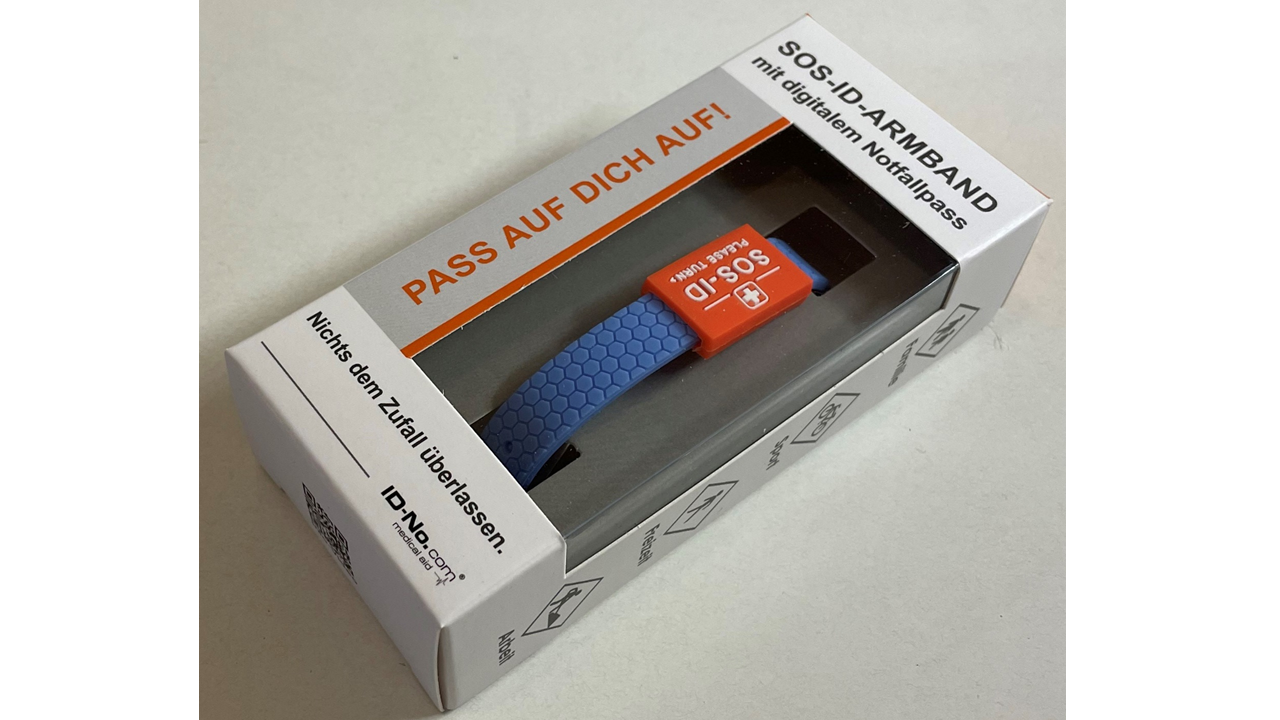 SOS-ID-ARMBAND
mit digitalem Notfallpass
PASS AUF DICH AUF!
SOS-ID
PLEASE TURN
Nichts dem Zufall überlassen.
ID-No.com®
medical aid
Familie
Sport
Freizeit
Arbeit